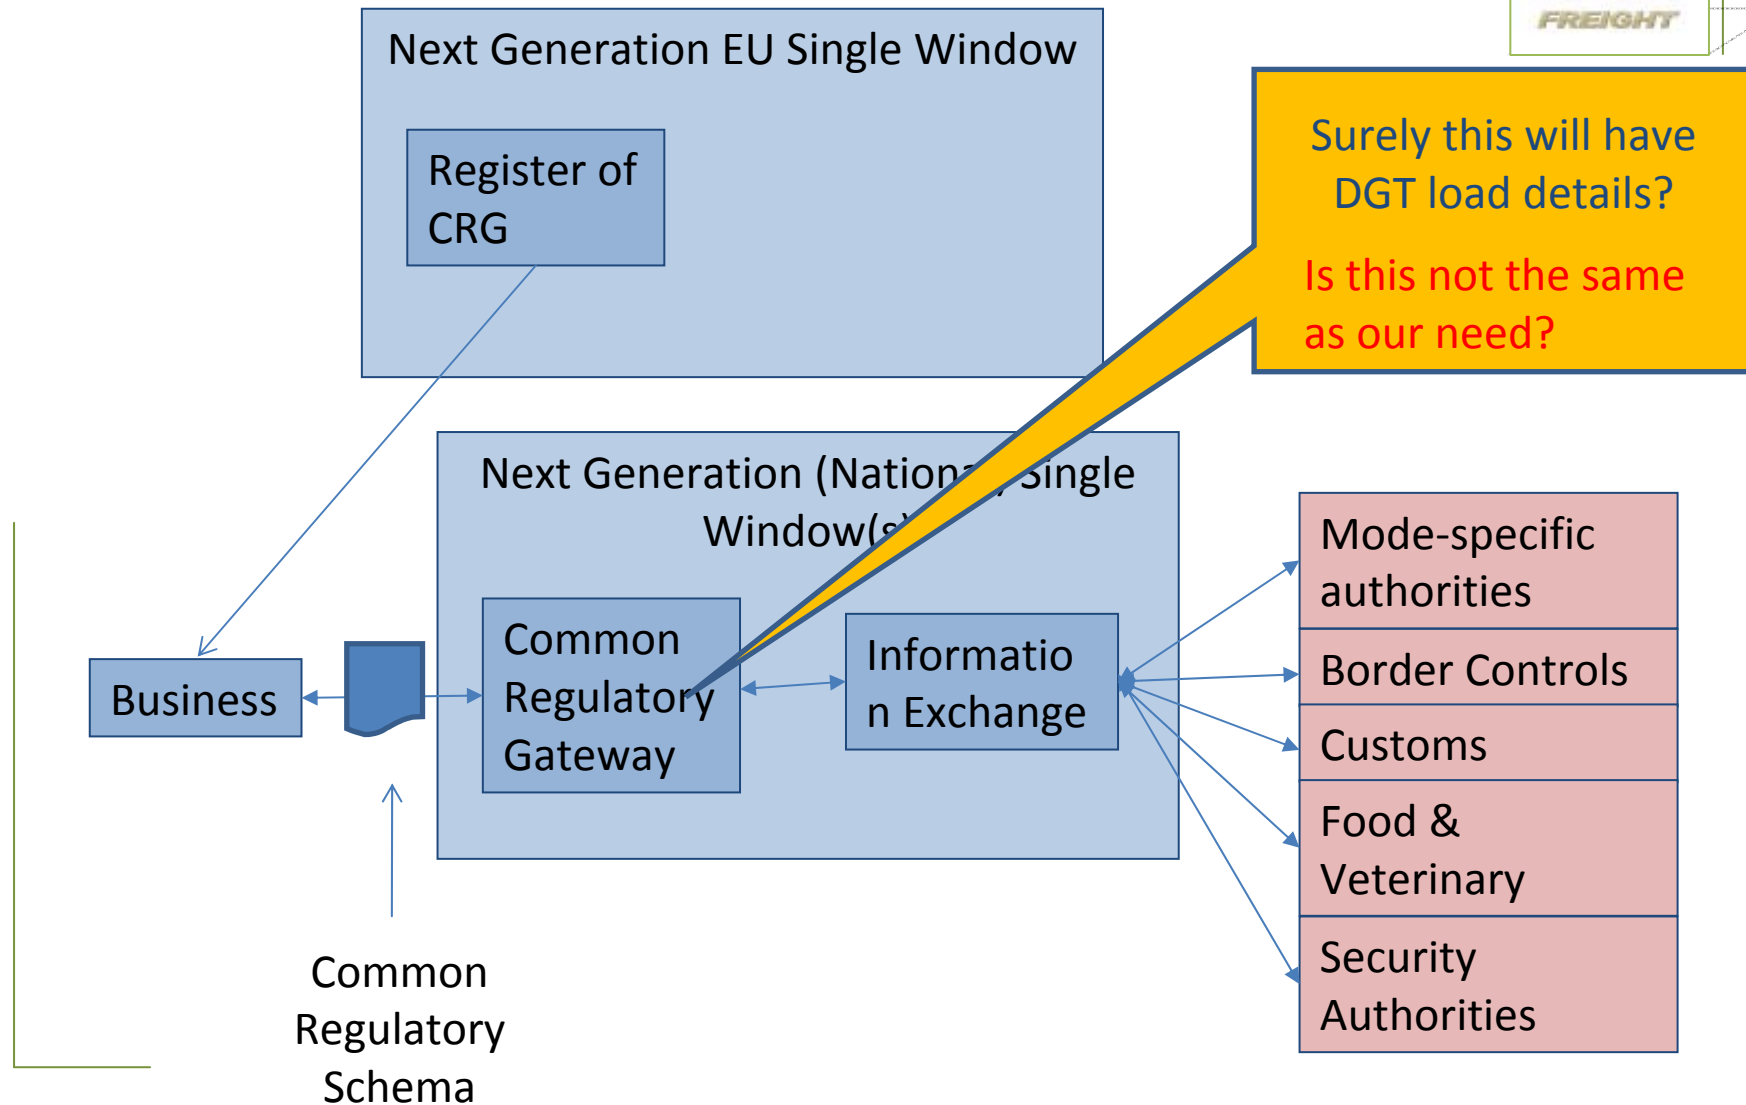 FREIGHT
Next Generation EU Single Window
Register of
CRG
Surely this will have
DGT load details?
Is this not the same
as our need?
Next Generation (National) Single
Window(s)
Common
Regulatory
Gateway
Informatio
n Exchange
Business
Mode-specific
authorities
Border Controls
Customs
Food &
Veterinary
Security
Authorities
Common
Regulatory
Schema